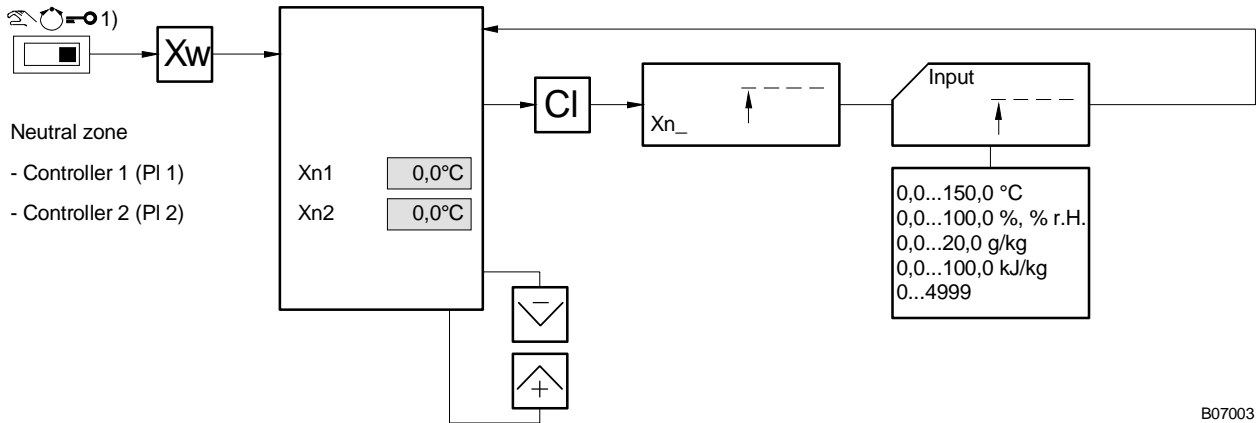 1)
Xw
Neutral zone
- Controller 1 (PI 1)
- Controller 2 (PI 2)
Xn1 0,0°C
Xn2 0,0°C
CI
Xn_
Input
0,0...150,0 °C
0,0...100,0 %, % r.H.
0,0...20,0 g/kg
0,0...100,0 kJ/kg
0...4999
B07003